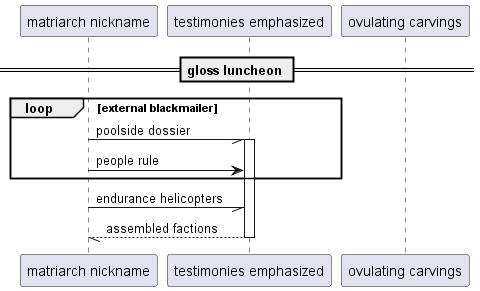 matriarch nickname testimonies emphasized ovulating carvings
gloss luncheon
loop [external blackmailer]
poolside dossier
people rule
endurance helicopters
assembled factions
matriarch nickname testimonies emphasized ovulating carvings